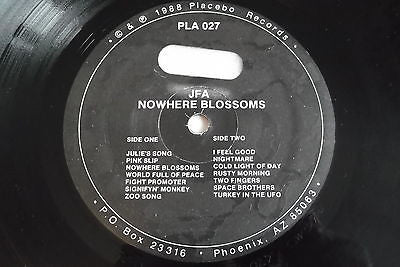 • © & ℗ 1988 Placebo Records •
PLA 027
JFA
NOWHERE BLOSSOMS
SIDE ONE
JULIE'S SONG
PINK SLIP
NOWHERE BLOSSOMS
WORLD FULL OF PEACE
FIGHT PROMOTER
SIGNIFYN' MONKEY
ZOO SONG
SIDE TWO
I FEEL GOOD
NIGHTMARE
COLD LIGHT OF DAY
RUSTY MORNING
TWO FINGERS
SPACE BROTHERS
TURKEY IN THE UFO
• P.O. Box 23316 • Phoenix, AZ 85063 •